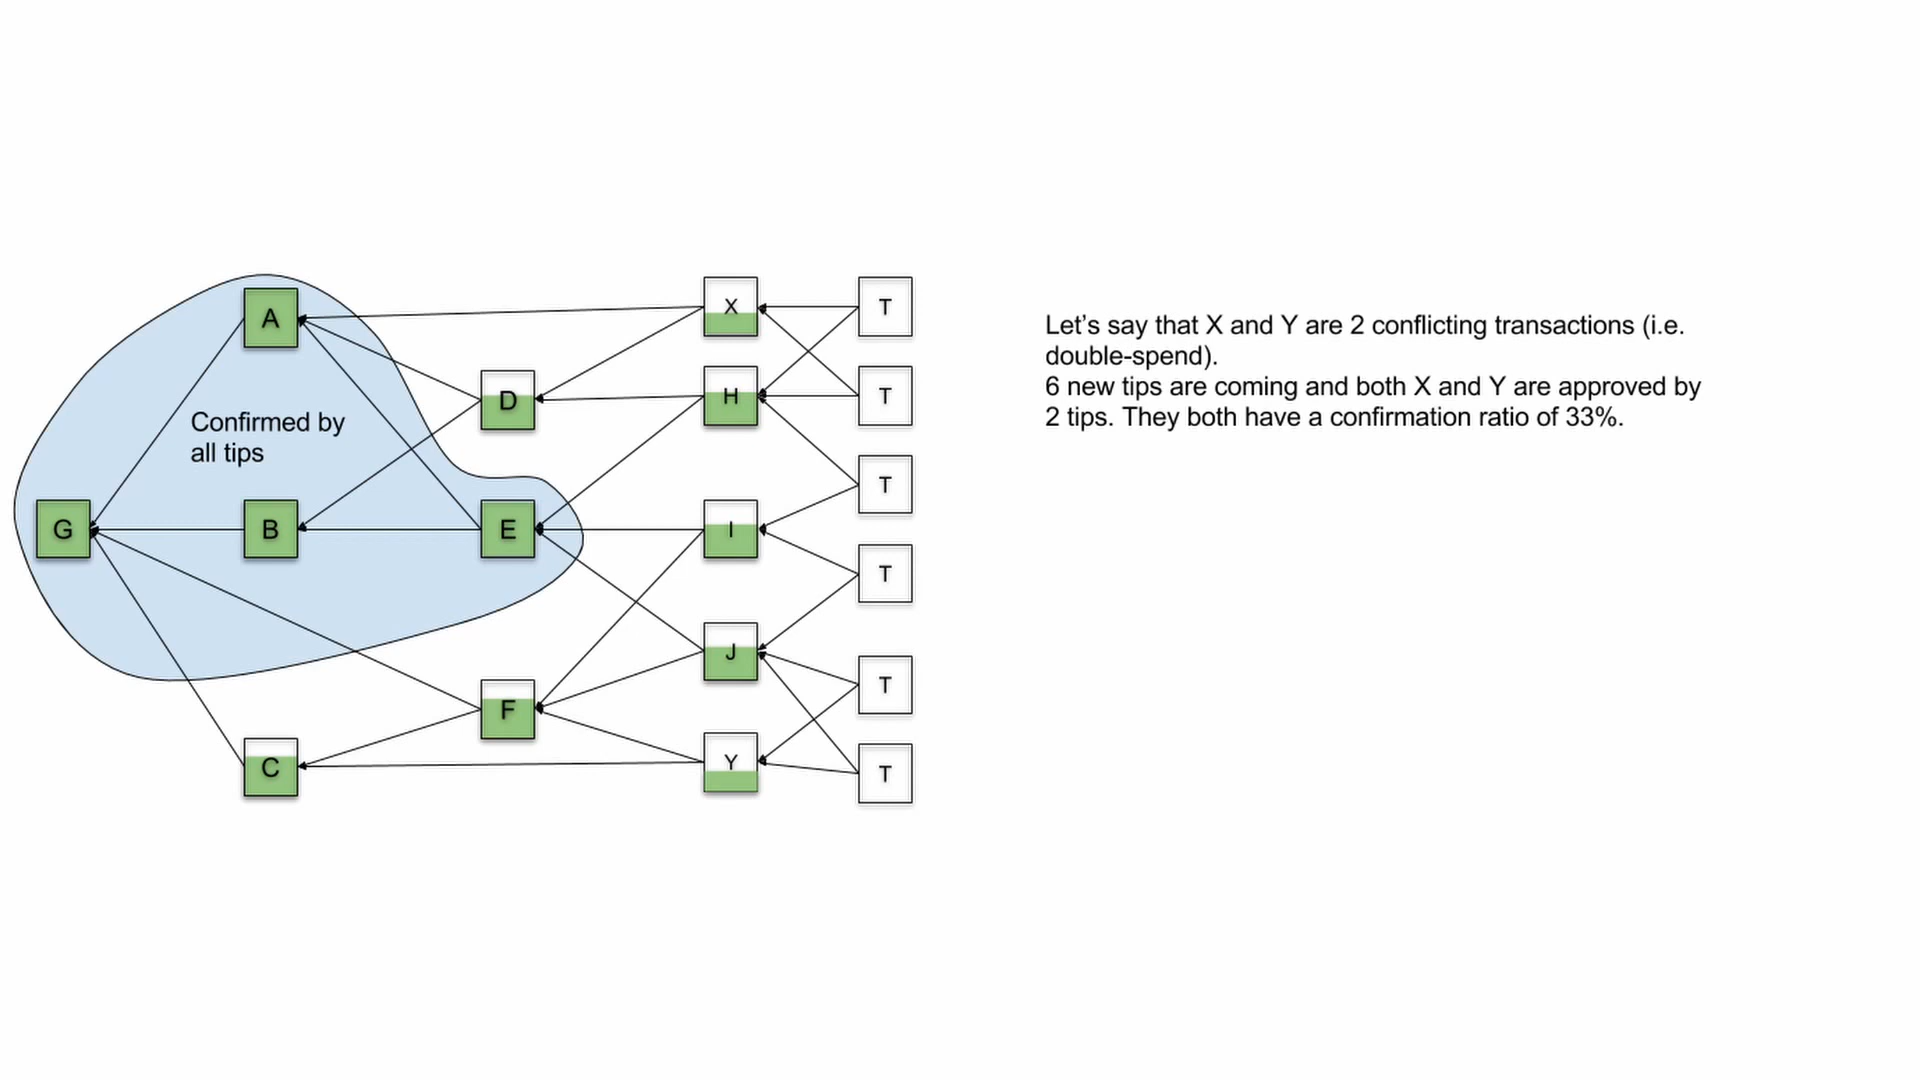 A
X
T
D
H
T
Confirmed by
all tips
T
G
B
E
I
T
J
T
F
C
Y
T
Let’s say that X and Y are 2 conflicting transactions (i.e.
double-spend).
6 new tips are coming and both X and Y are approved by
2 tips. They both have a confirmation ratio of 33%.